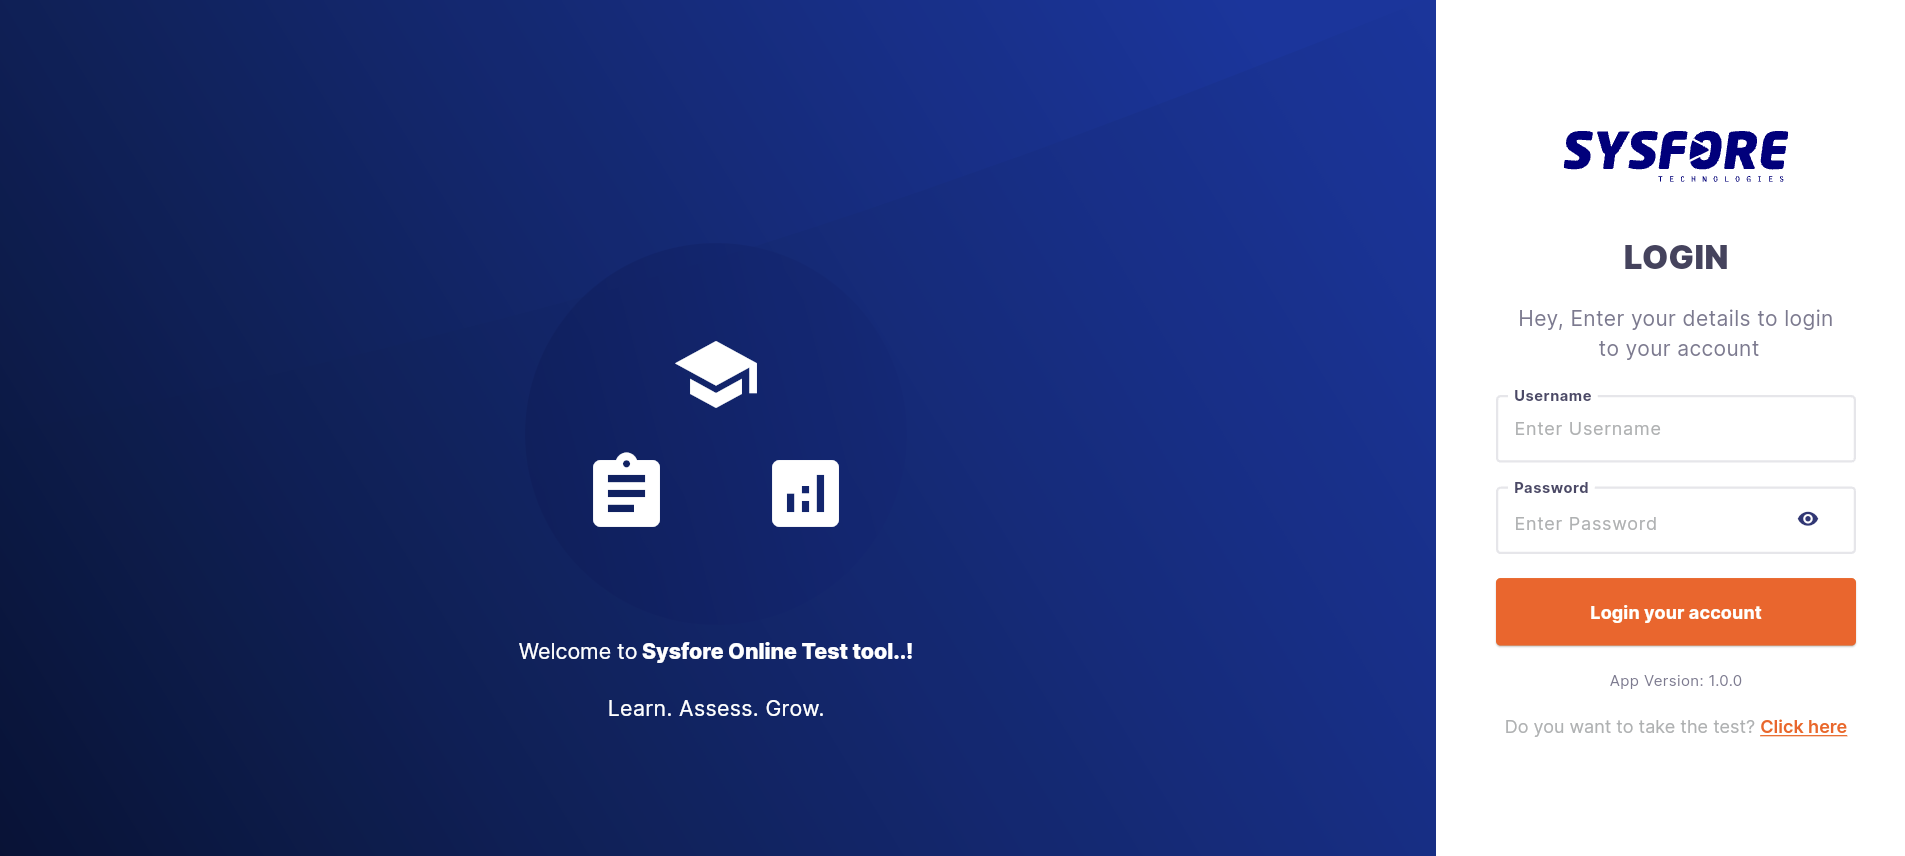 Welcome to Sysfore Online Test tool..!
Learn. Assess. Grow.
SYSFORE
TECHNOLOGIES
LOGIN
Hey, Enter your details to login
to your account
Username
Enter Username
Password
Enter Password
Login your account
App Version: 1.0.0
Do you want to take the test? Click here